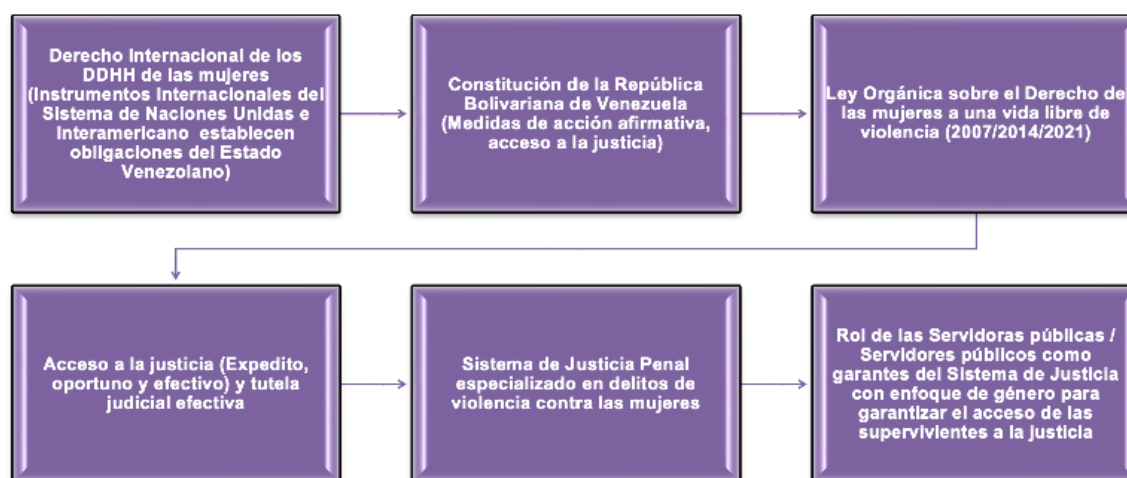 Derecho Internacional de los
DDHH de las mujeres
(Instrumentos Internacionales del
Sistema de Naciones Unidas e
Interamericano establecen
obligaciones del Estado
Venezolano)
Constitución de la República
Bolivariana de Venezuela
(Medidas de acción afirmativa,
acceso a la justicia)
Ley Orgánica sobre el Derecho de
las mujeres a una vida libre de
violencia (2007/2014/2021)
Acceso a la justicia (Expedito,
oportuno y efectivo) y tutela
judicial efectiva
Sistema de Justicia Penal
especializado en delitos de
violencia contra las mujeres
Rol de las Servidoras públicas /
Servidores públicos como
garantes del Sistema de Justicia
con enfoque de género para
garantizar el acceso de las
supervivientes a la justicia